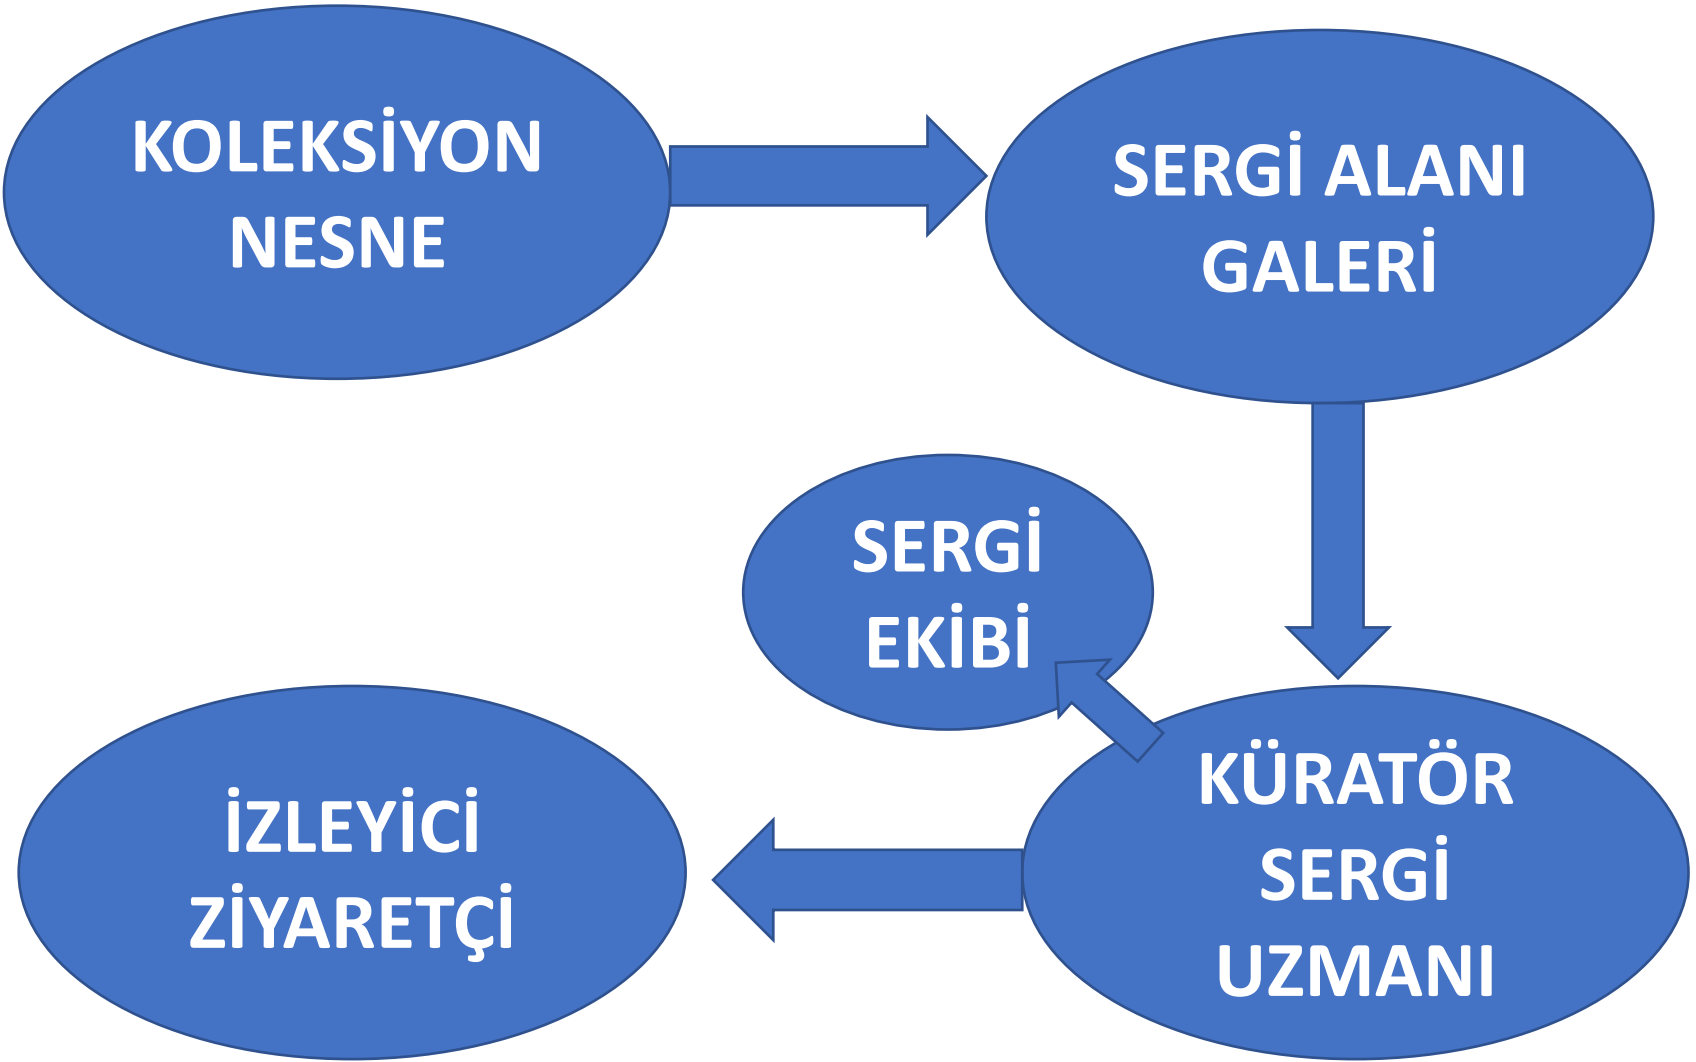 KOLEKSİYON
NESNE
SERGİ ALANI
GALERİ
SERGİ
EKİBİ
KÜRATÖR
SERGİ
UZMANI
İZLEYİCİ
ZİYARETÇİ